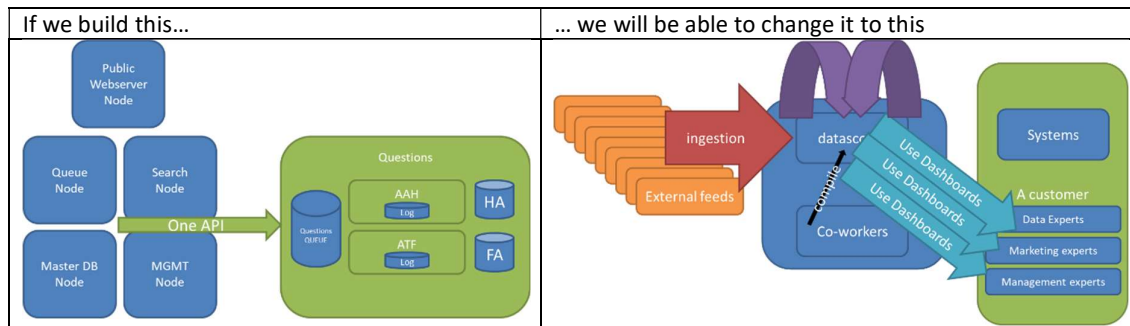 If we build this…
… we will be able to change it to this
Public
Webserver
Node
Queue
Node
Search
Node
One API
Master DB
Node
MGMT
Node
Questions
Questions
QUEUE
AAH
Log
HA
ATF
Log
FA
External feeds
ingestion
compile
Co-workers
Use Dashboards
Use Dashboards
Use Dashboards
Systems
A customer
Data Experts
Marketing experts
Management experts